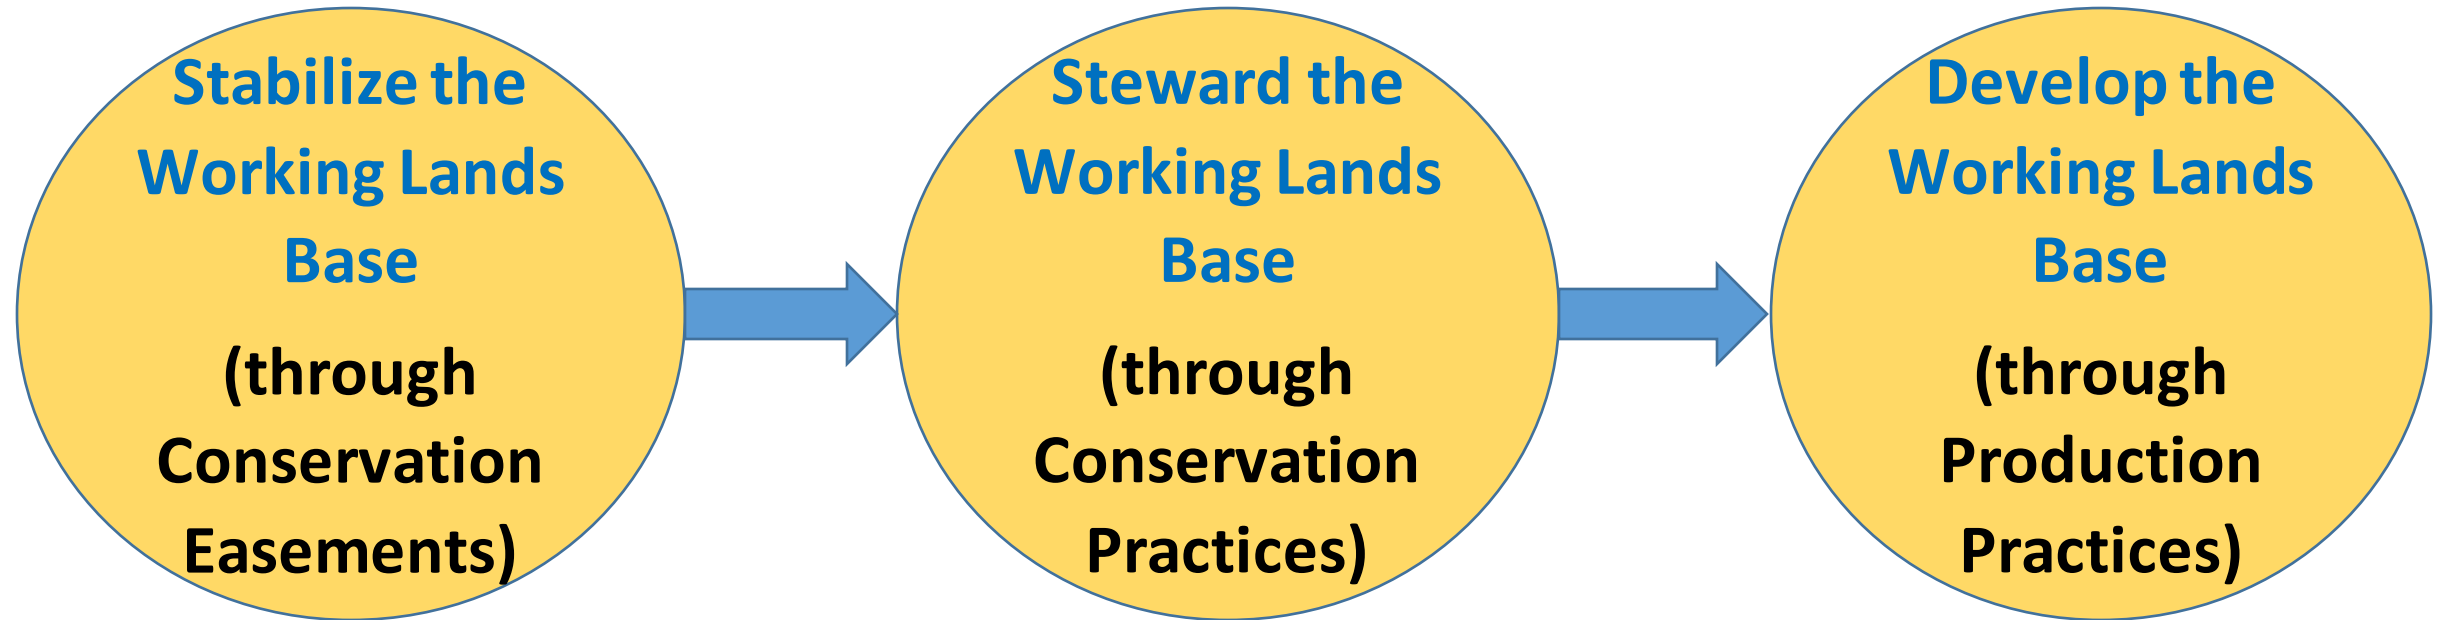 Stabilize the
Working Lands
Base
(through
Conservation
Easements)
Steward the
Working Lands
Base
(through
Conservation
Practices)
Develop the
Working Lands
Base
(through
Production
Practices)